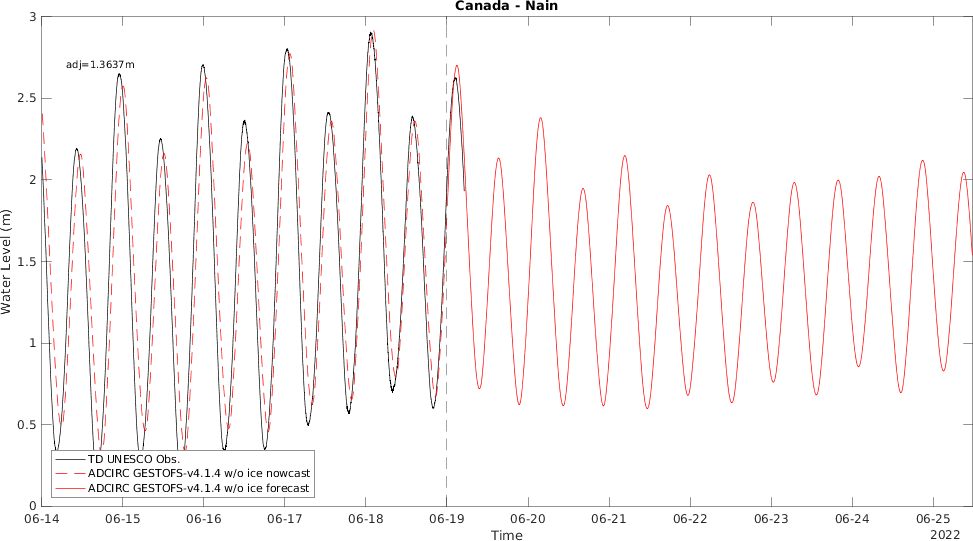 Canada - Nain
adj=1.3637m
3
2.5
2
1.5
1
0.5
0
Water Level (m)
TD UNESCO Obs.
ADCIRC GESTOFS-v4.1.4 w/o ice nowcast
ADCIRC GESTOFS-v4.1.4 w/o ice forecast
06-14 06-15 06-16 06-17 06-18 06-19 06-20 06-21 06-22 06-23 06-24 06-25
Time
2022